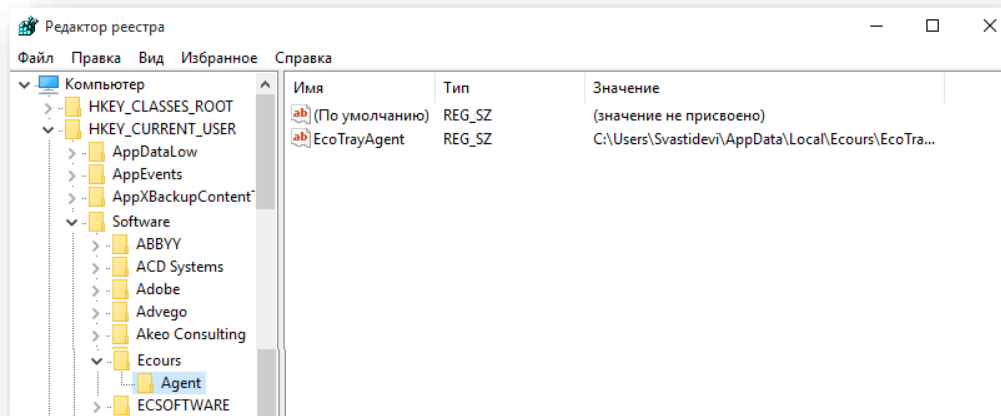 Редактор реестра
Файл Правка Вид Избранное Справка
Компьютер
HKEY_CLASSES_ROOT
HKEY_CURRENT_USER
AppDataLow
AppEvents
AppXBackupContent
Software
ABBYY
ACD Systems
Adobe
Advego
Akeo Consulting
Ecours
Agent
ECSOFTWARE
Имя Тип Значение
ab (По умолчанию) REG_SZ (значение не присвоено)
ab EcoTrayAgent REG_SZ C:\Users\Svastidevi\AppData\Local\Ecours\EcoTra...